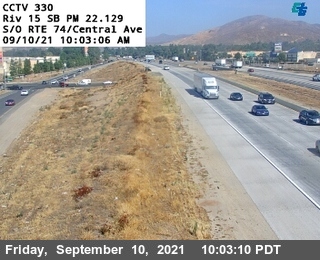 CCTV 330
Riv 15 SB PM 22.129
S/O RTE 74/Central Ave
09/10/21 10:03:06 AM
Friday, September 10, 2021 10:03:10 PDT